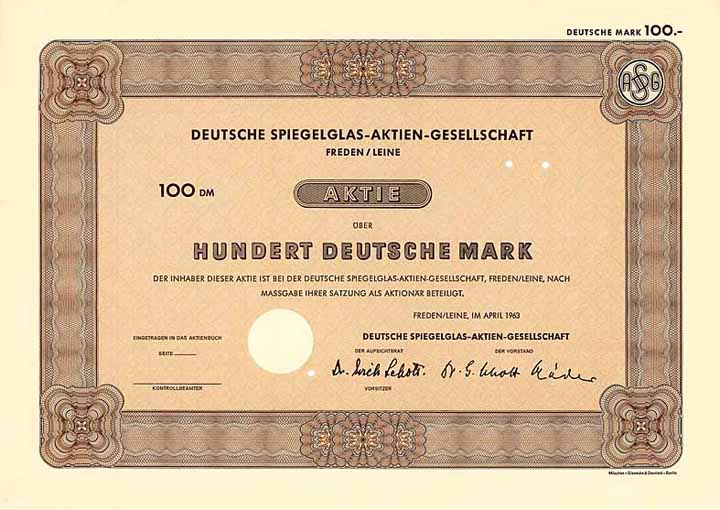 DEUTSCHE MARK 100.-
DEUTSCHE SPIEGELGLAS-AKTIEN-GESELLSCHAFT
FREDEN/LEINE
100 DM
AKTIE
ÜBER
HUNDERT DEUTSCHE MARK
DER INHABER DIESER AKTIE IST BEI DER DEUTSCHE SPIEGELGLAS-AKTIEN-GESELLSCHAFT, FREDEN/LEINE, NACH
MASSGABE IHRER SATZUNG ALS AKTIONÄR BETEILIGT.
FREDEN/LEINE, IM APRIL 1963
EINGETRAGEN IN DAS AKTIENBUCH
DEUTSCHE SPIEGELGLAS-AKTIEN-GESELLSCHAFT
SEITE
DER AUFSICHTSRAT
DER VORSTAND
Dr. Erich Schott.
Dr. G. Schott
KONTROLLBEAMTER
VORSITZER